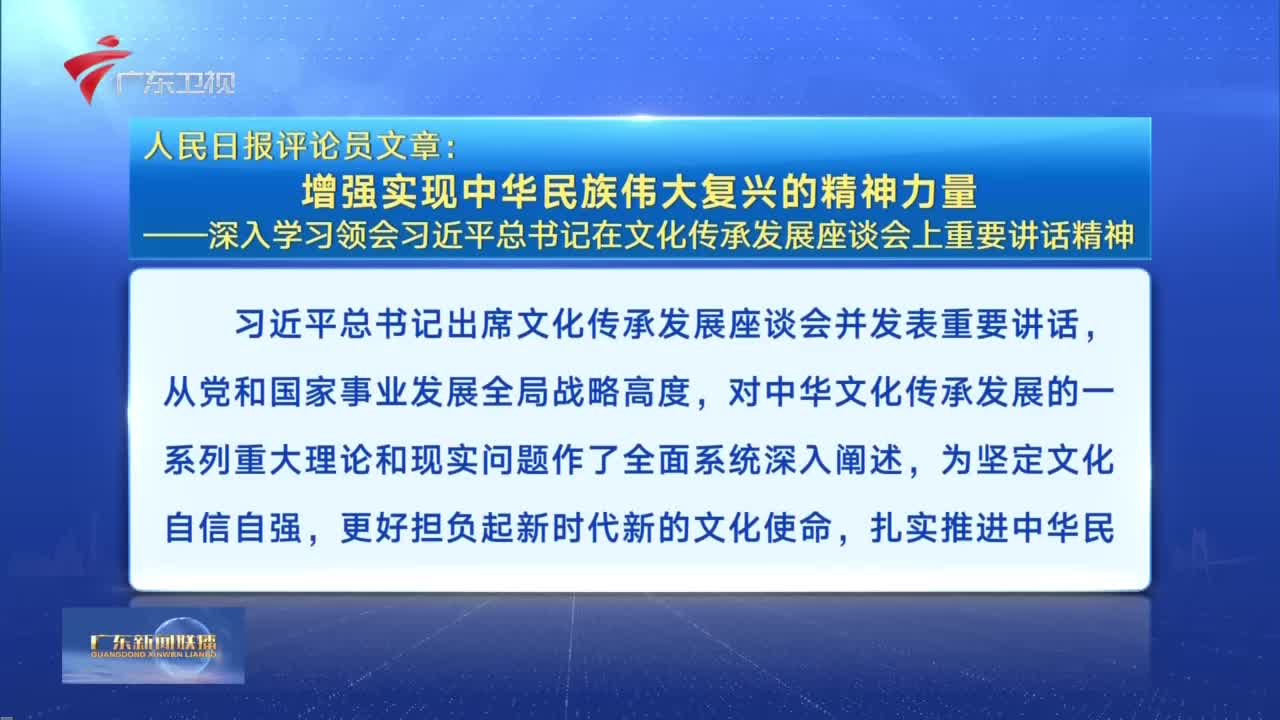 广东卫视
人民日报评论员文章：
增强实现中华民族伟大复兴的精神力量
——深入学习领会习近平总书记在文化传承发展座谈会上重要讲话精神
习近平总书记出席文化传承发展座谈会并发表重要讲话，
从党和国家事业发展全局战略高度，对中华文化传承发展的一
系列重大理论和现实问题作了全面系统深入阐述，为坚定文化
自信自强，更好担负起新时代新的文化使命，扎实推进中华民
广东新闻联播
GUANGDONG XINWEN LIANBO